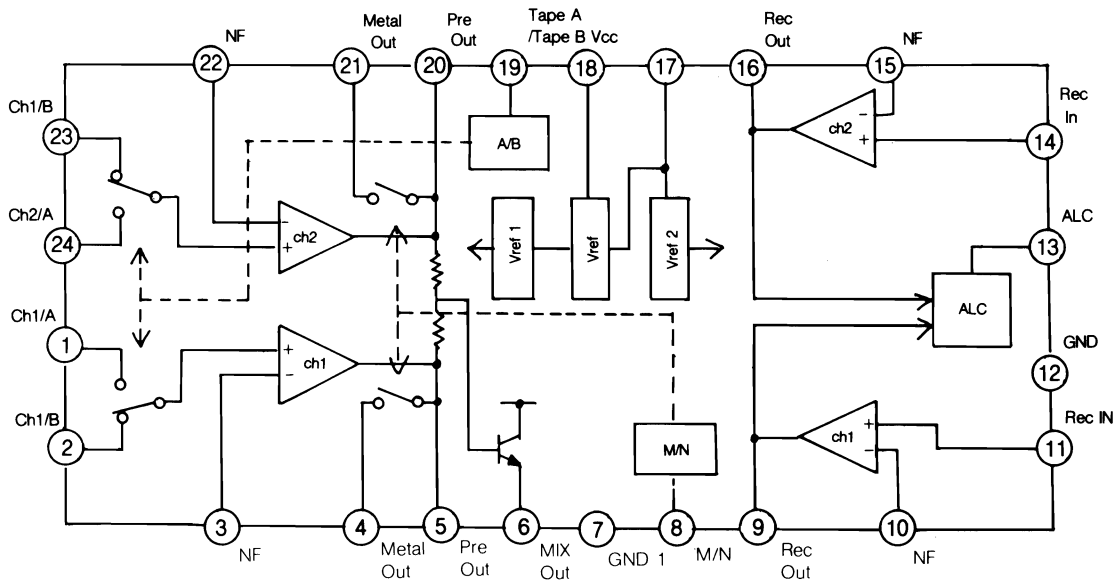 Tape A
/Tape B Vcc
Metal
Out
Pre
Out
Rec
Out
NF
NF
22
21
20
19
18
17
16
15
Ch1/B
23
Rec
In
14
A/B
-
+
ch2
Ch2/A
24
-
+
ch2
Vref 1
Vref
Vref 2
ALC
13
ALC
Ch1/A
1
+
-
ch1
GND
12
Ch1/B
2
M/N
+
-
ch1
Rec IN
11
3
4
5
6
7
8
9
10
NF
Metal
Out
Pre
Out
MIX
Out
GND 1
M/N
Rec
Out
NF